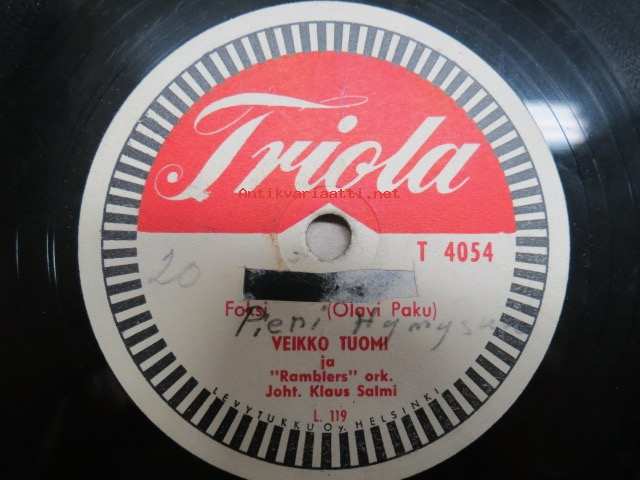 Triola
Antikvariaatti.net
T 4054
20
Foksi (Olavi Paku)
Pieni Hymysu
VEIKKO TUOMI
ja
"Ramblers" ork.
Joht. Klaus Salmi
L. 119
LEVYTUKKU Oy. HELSINKI